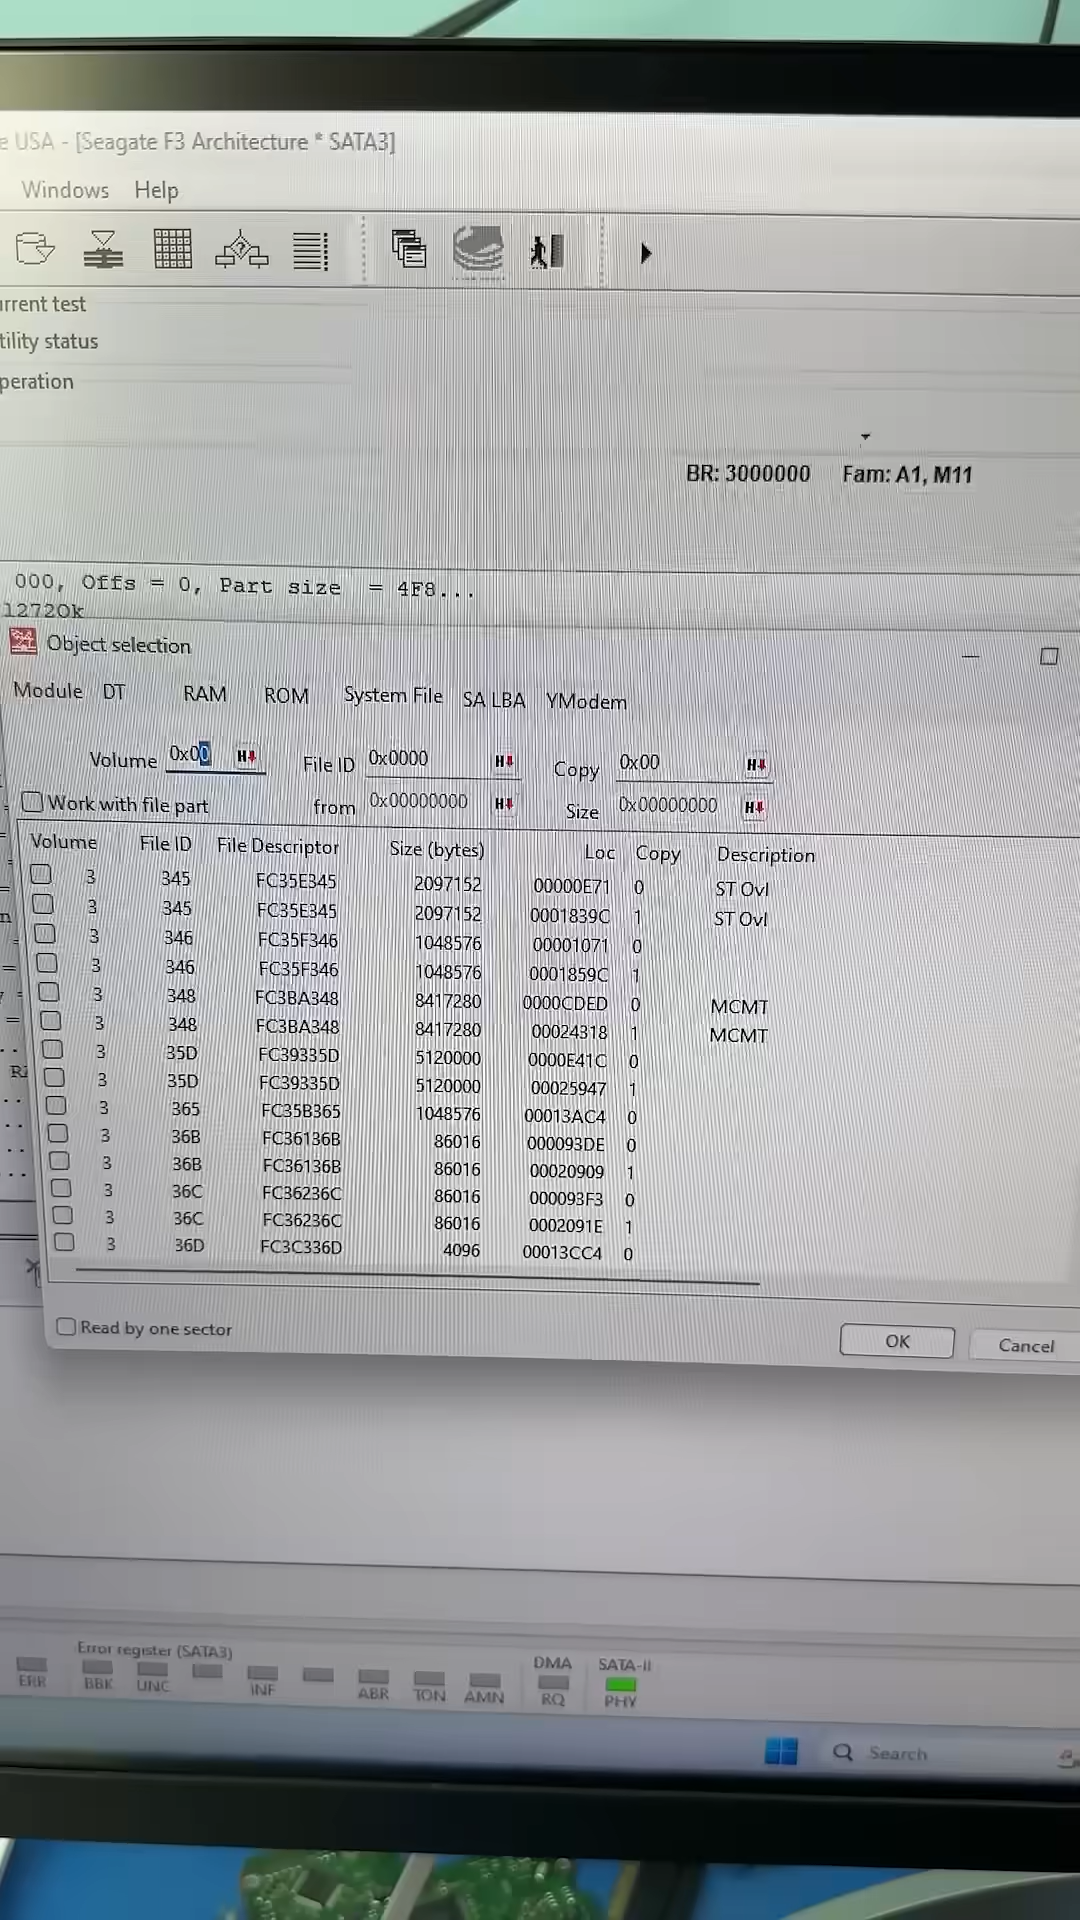 e USA - [Seagate F3 Architecture * SATA3]
Windows Help
urrent test
tility status
peration
BR: 3000000 Fam: A1, M11
000, Offs = 0, Part size = 4F8...
12720k
Object selection
Module DT RAM ROM System File SA LBA YModem
Volume 0x00 H File ID 0x0000 H Copy 0x00 H
Work with file part from 0x00000000 H Size 0x00000000 H
Volume File ID File Descriptor Size (bytes) Loc Copy Description
3 345 FC35E345 2097152 00000E71 0 ST Ovl
3 345 FC35E345 2097152 0001839C 1 ST Ovl
3 346 FC35F346 1048576 00001071 0
3 346 FC35F346 1048576 0001859C 1
3 348 FC3BA348 8417280 0000CDED 0 MCMT
3 348 FC3BA348 8417280 00024318 1 MCMT
3 35D FC39335D 5120000 0000E41C 0
3 35D FC39335D 5120000 00025947 1
3 365 FC35B365 1048576 00013AC4 0
3 36B FC36136B 86016 000093DE 0
3 36B FC36136B 86016 00020909 1
3 36C FC36236C 86016 000093F3 0
3 36C FC36236C 86016 0002091E 1
3 36D FC3C336D 4096 00013CC4 0
Read by one sector
OK Cancel
Error register (SATA3) DMA SATA-II
ERR BBK UNC INF ABR TON AMN RQ PHY
Search